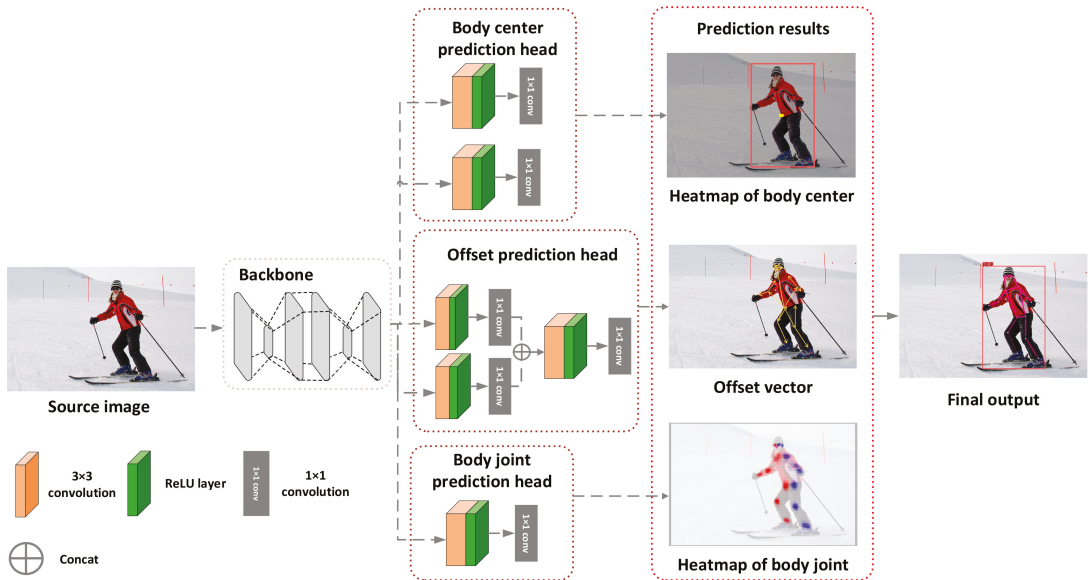 Body center
prediction head
1×1 conv
1×1 conv
Prediction results
Heatmap of body center
Backbone
Offset prediction head
1×1 conv
1×1 conv
1×1 conv
Source image
Offset vector
Final output
Body joint
prediction head
1×1 conv
Heatmap of body joint
3×3
convolution
ReLU layer
1×1 conv
1×1
convolution
Concat